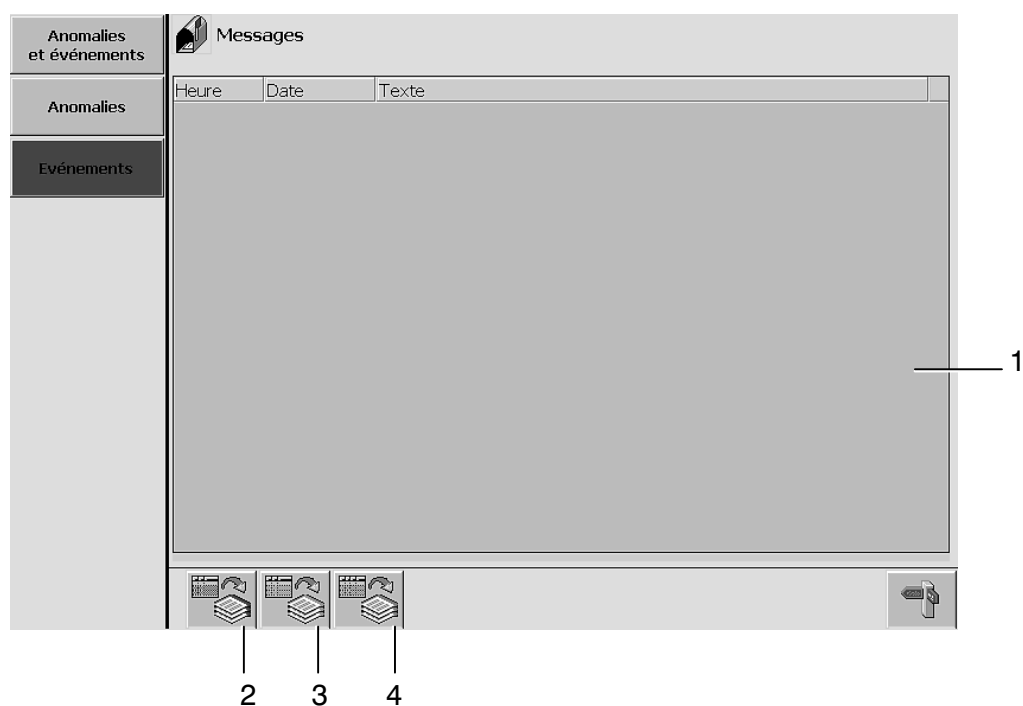 Anomalies
et événements
Messages
Heure Date Texte
Anomalies
Evénements
1
2 3 4